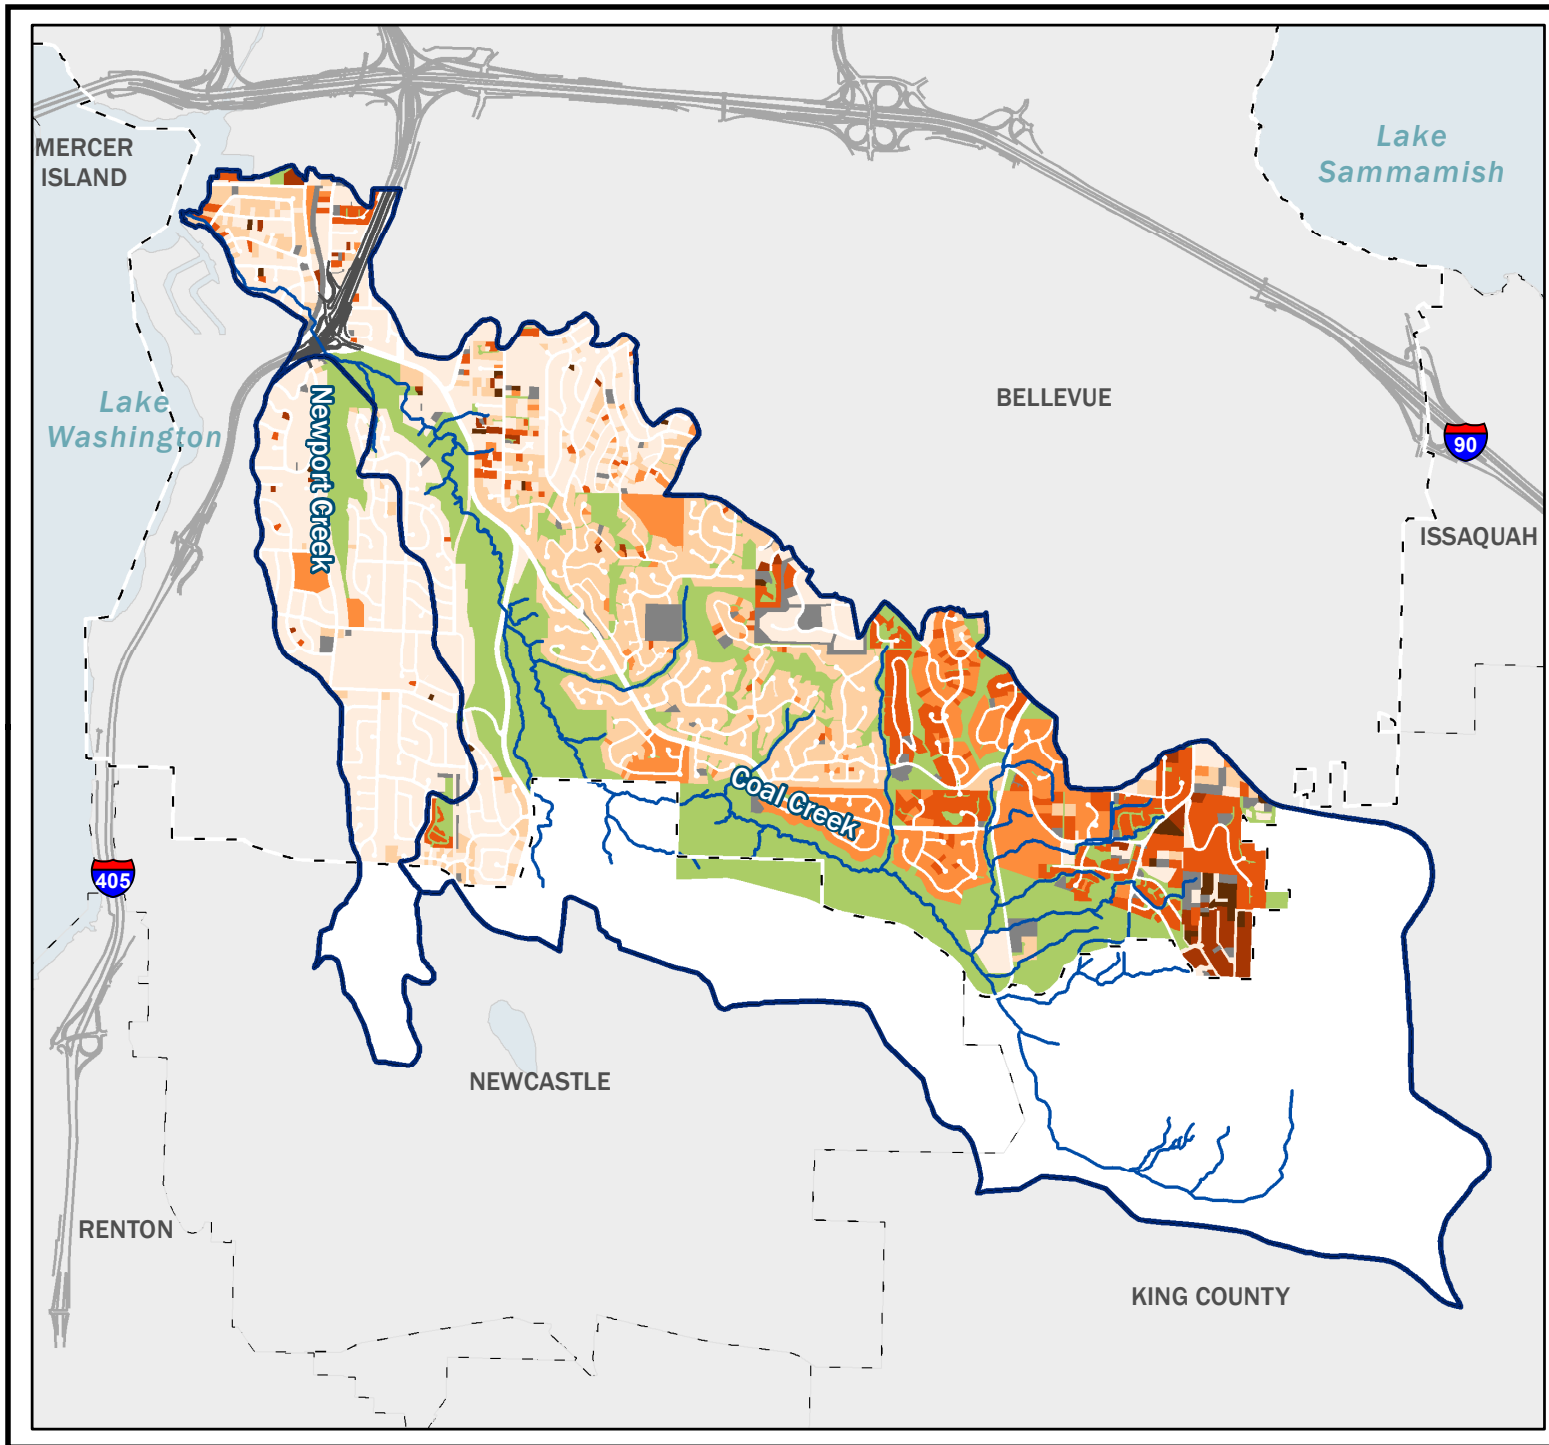 MERCER
ISLAND
Lake
Sammamish
Lake
Washington
Newport Creek
BELLEVUE
90
ISSAQUAH
Coal Creek
405
NEWCASTLE
RENTON
KING COUNTY